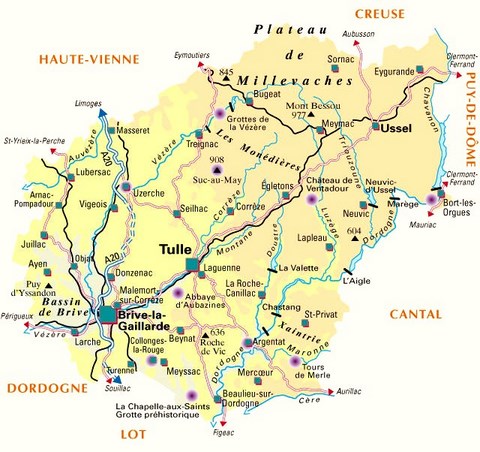 CREUSE
Plateau
de
Millevaches
Aubusson
Eymoutiers
HAUTE-VIENNE
Sornac
Eygurande
Clermont-
Ferrand
845
Bugeat
PUY-DE-DÔME
Chavanon
Limoges
Mont Bessou
977
Grottes de
la Vézère
Meymac
Ussel
Masseret
St-Yrieix-la-Perche
Auvézère
A20
Treignac
Les Monédières
Vézère
908
Suc-au-May
Triouzoune
Lubersac
Uzerche
Château de
Ventadour
Neuvic-
d'Ussel
Clermont-
Ferrand
Arnac-
Pompadour
Vigeois
Égletons
Marège
Bort-les-
Orgues
Seilhac
Corrèze
Corrèze
Luzège
Neuvic
Dordogne
Mauriac
Juillac
Tulle
Montane
Doustre
Lapleau
604
Objat
A20
Ayen
Donzenac
Laguenne
La Valette
L'Aigle
Puy
d'Yssandon
Malemort-
sur-Corrèze
La Roche-
Canillac
Bassin
de Brive
Abbaye
d'Aubazines
Chastang
Périgueux
Brive-la-
Gaillarde
St-Privat
CANTAL
Vézère
636
Roche
de Vic
Xaintrie
Larche
Collonges-
la-Rouge
Beynat
Argentat
Maronne
Dordogne
Turenne
Meyssac
Mercœur
Tours
de Merle
DORDOGNE
Souillac
Aurillac
La Chapelle-aux-Saints
Grotte préhistorique
Beaulieu-sur-
Dordogne
Cère
LOT
Figeac